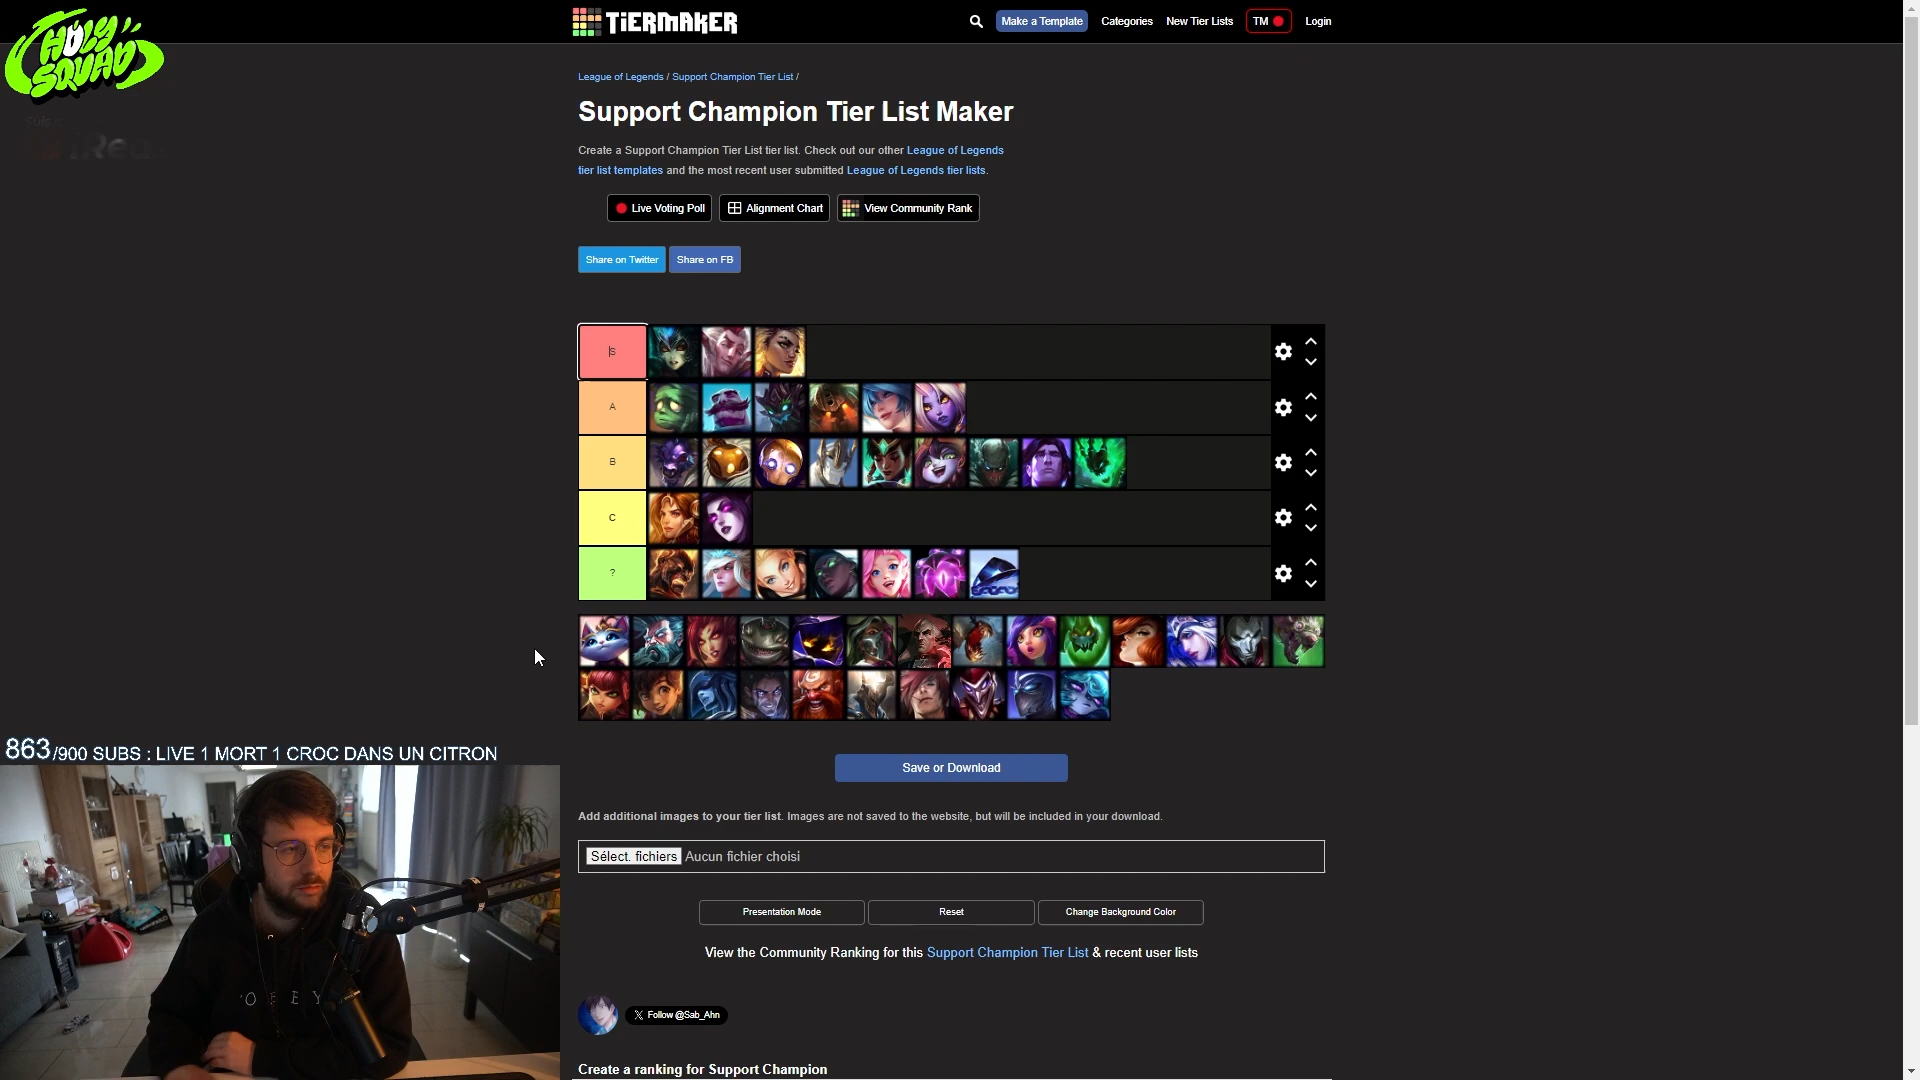 HOLY
SQUAD
TiERMAKER
Make a Template
Categories
New Tier Lists
TM
Login
League of Legends / Support Champion Tier List /
Support Champion Tier List Maker
Create a Support Champion Tier List tier list. Check out our other League of Legends
tier list templates and the most recent user submitted League of Legends tier lists.
Live Voting Poll
Alignment Chart
View Community Rank
Share on Twitter
Share on FB
S
A
B
C
?
863/900 SUBS : LIVE 1 MORT 1 CROC DANS UN CITRON
Save or Download
Add additional images to your tier list. Images are not saved to the website, but will be included in your download.
Sélect. fichiers Aucun fichier choisi
Presentation Mode
Reset
Change Background Color
View the Community Ranking for this Support Champion Tier List & recent user lists
OBEY
Follow @Sab_Ahn
Create a ranking for Support Champion